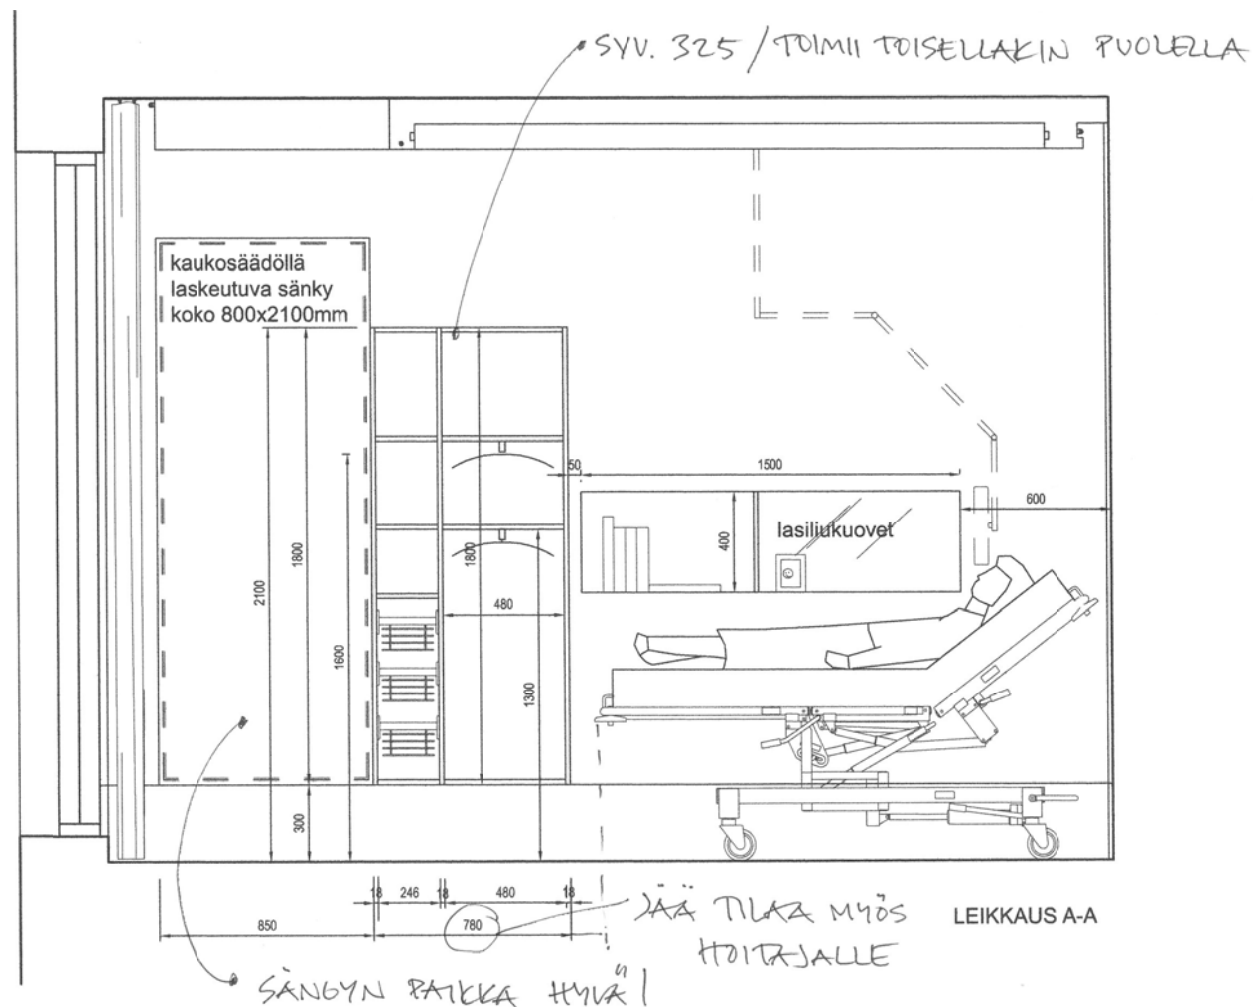 SYV. 325 / TOIMII TOISELLAKIN PUOLELLA
kaukosäädöllä
laskeutuva sänky
koko 800x2100mm
50
1500
600
400
lasiliukuovet
2100
1800
1600
1800
480
1300
300
18
246
18
480
18
850
780
JÄÄ TILAA MYÖS
HOITAJALLE
LEIKKAUS A-A
SÄNGYN PAIKKA HYVÄ!